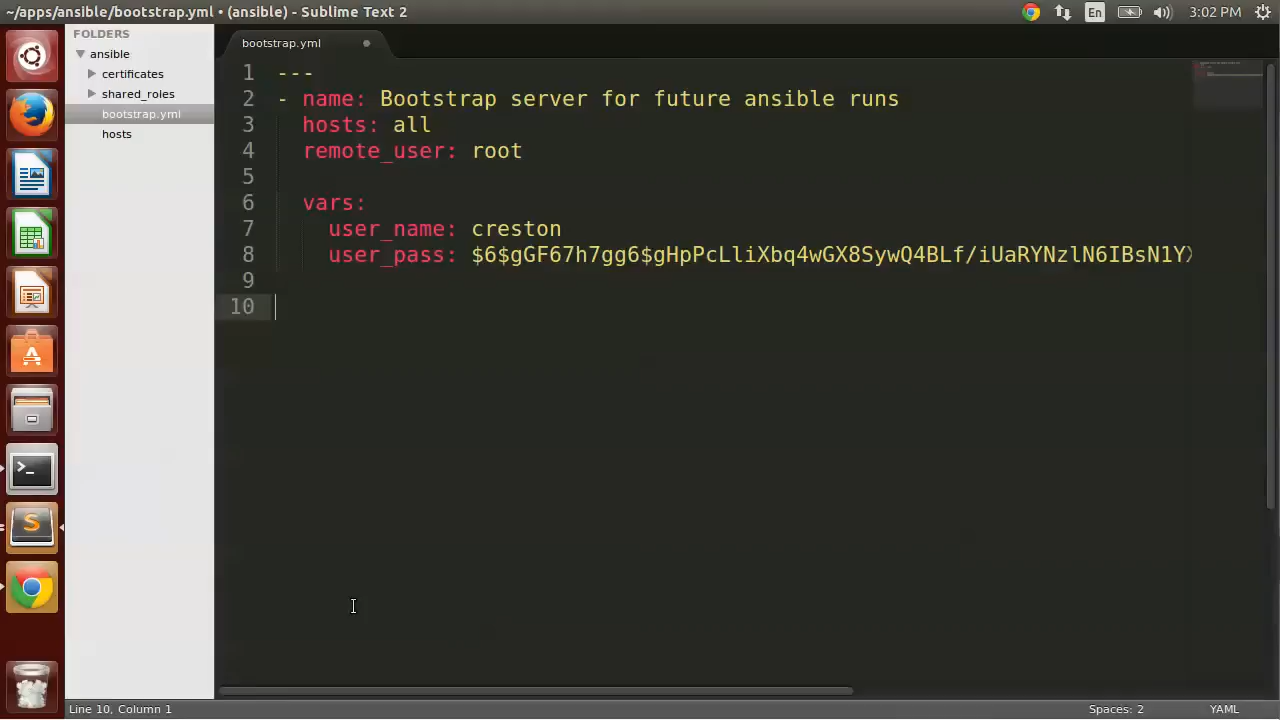 ~/apps/ansible/bootstrap.yml • (ansible) - Sublime Text 2
En
3:02 PM
FOLDERS
ansible
certificates
shared_roles
bootstrap.yml
hosts
bootstrap.yml
1 ---
2 - name: Bootstrap server for future ansible runs
3 hosts: all
4 remote_user: root
5
6 vars:
7 user_name: creston
8 user_pass: $6$gGF67h7gg6$gHpPcLliXbq4wGX8SywQ4BLf/iUaRYNzlN6IBsN1Y
9
10
Line 10, Column 1
Spaces: 2
YAML